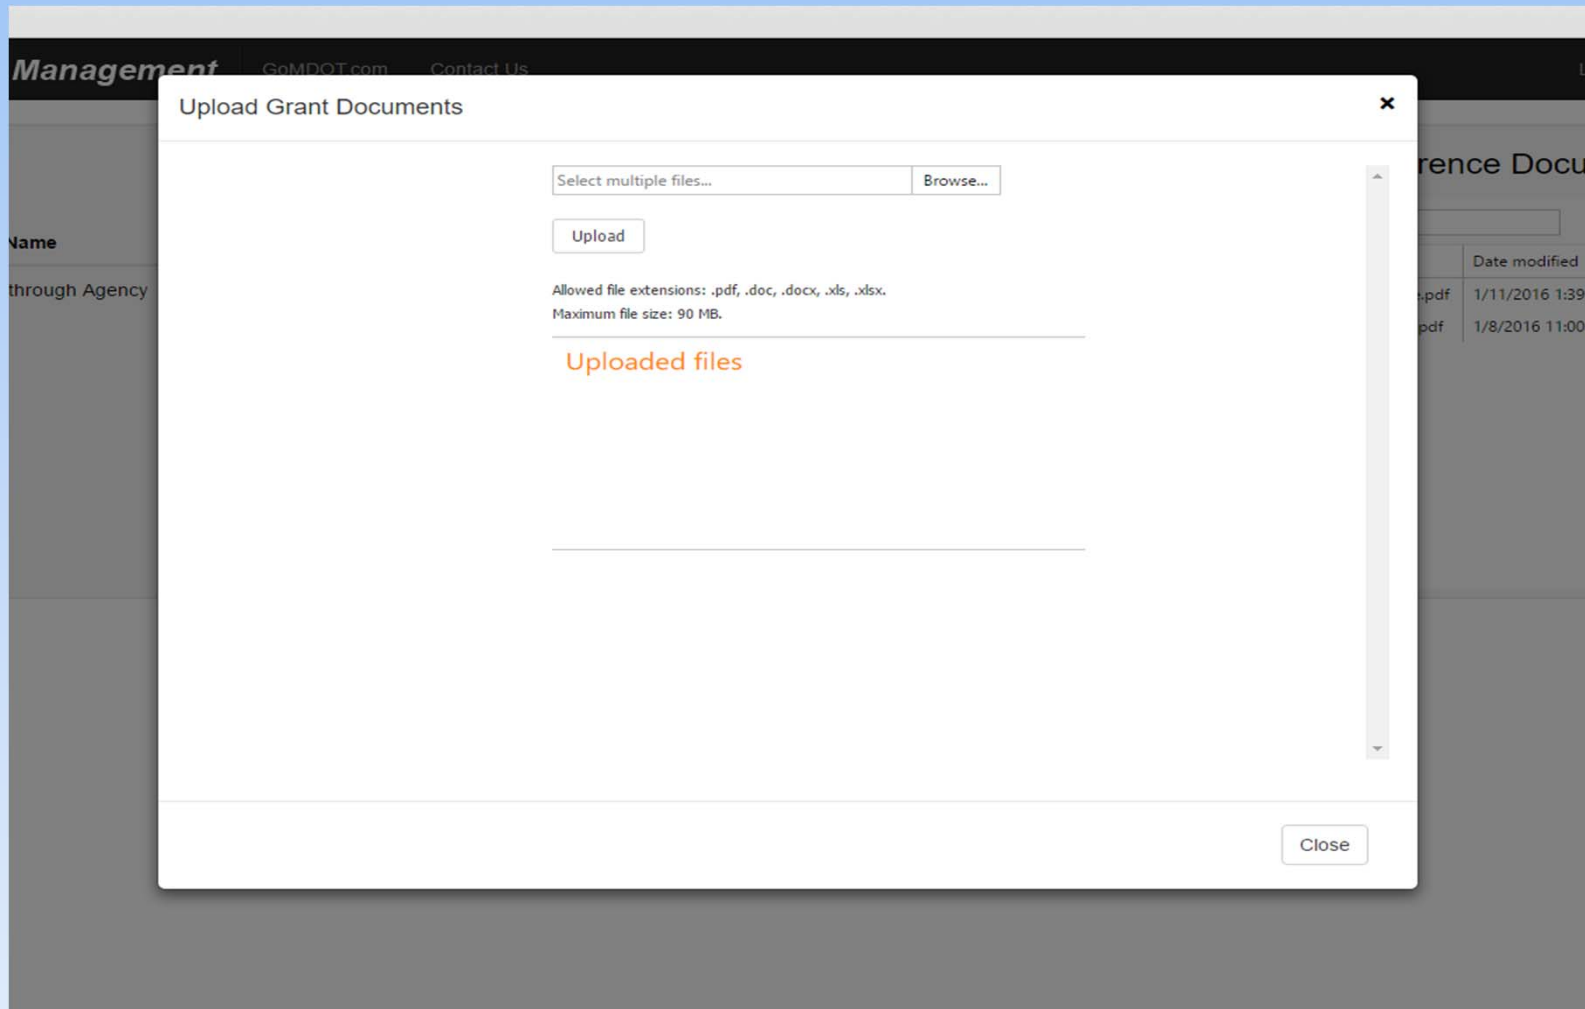 Management GoMDOT.com Contact Us
Upload Grant Documents
Select multiple files... Browse...
Upload
Allowed file extensions: .pdf, .doc, .docx, .xls, .xlsx.
Maximum file size: 90 MB.
Uploaded files
Close
Name
through Agency
rence Docu
Date modified
.pdf 1/11/2016 1:39
pdf 1/8/2016 11:00